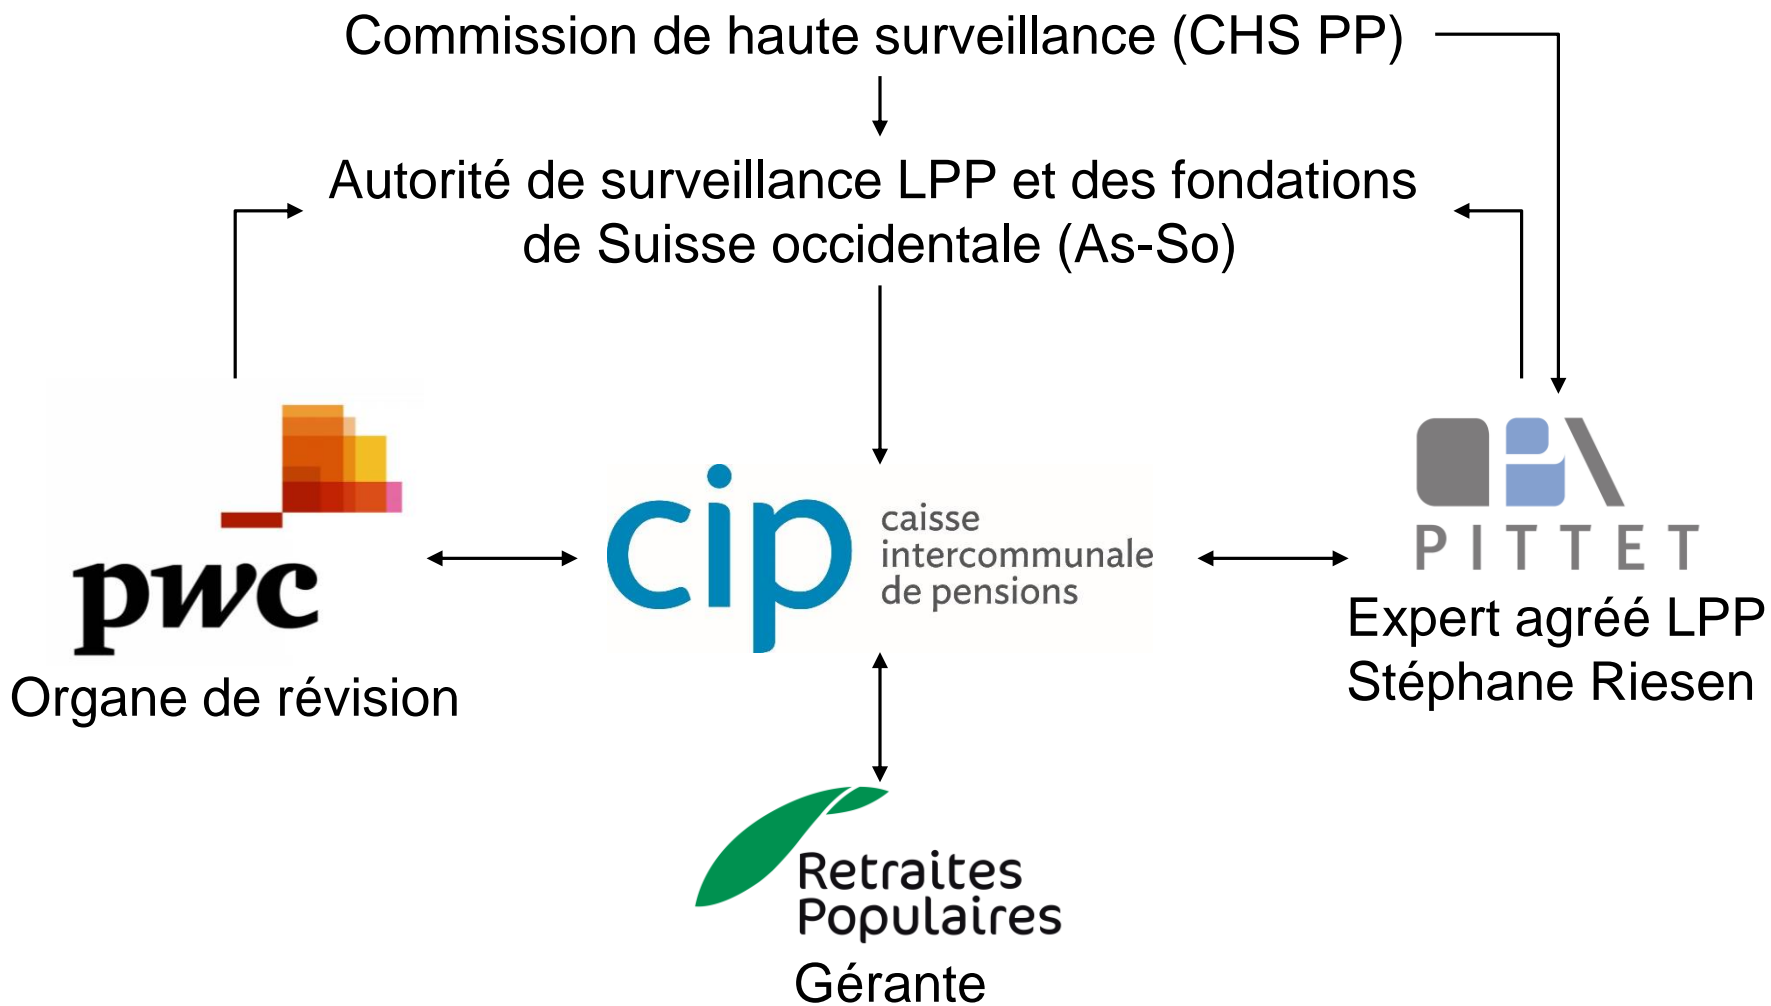 Commission de haute surveillance (CHS PP)
Autorité de surveillance LPP et des fondations
de Suisse occidentale (As-So)
pwc
Organe de révision
cip
caisse
intercommunale
de pensions
PITTET
Expert agréé LPP
Stéphane Riesen
Retraites
Populaires
Gérante